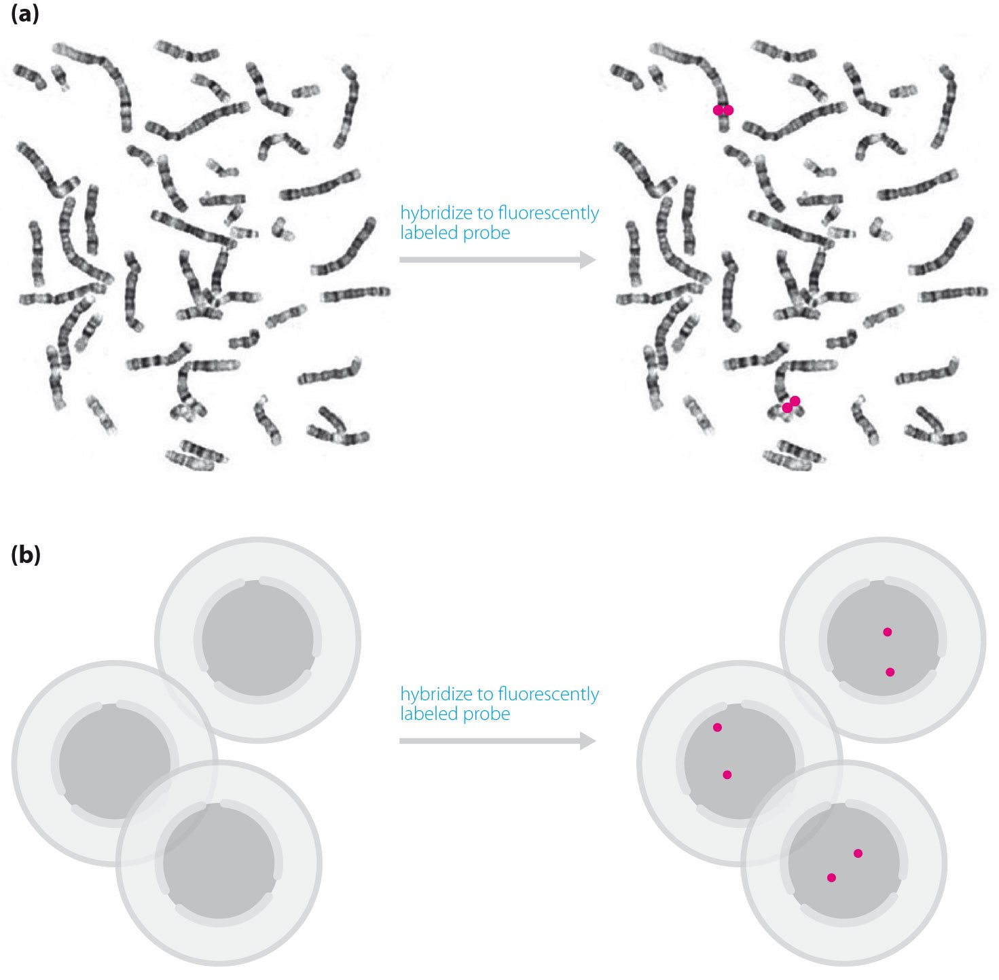 (a)
hybridize to fluorescently
labeled probe
(b)
hybridize to fluorescently
labeled probe